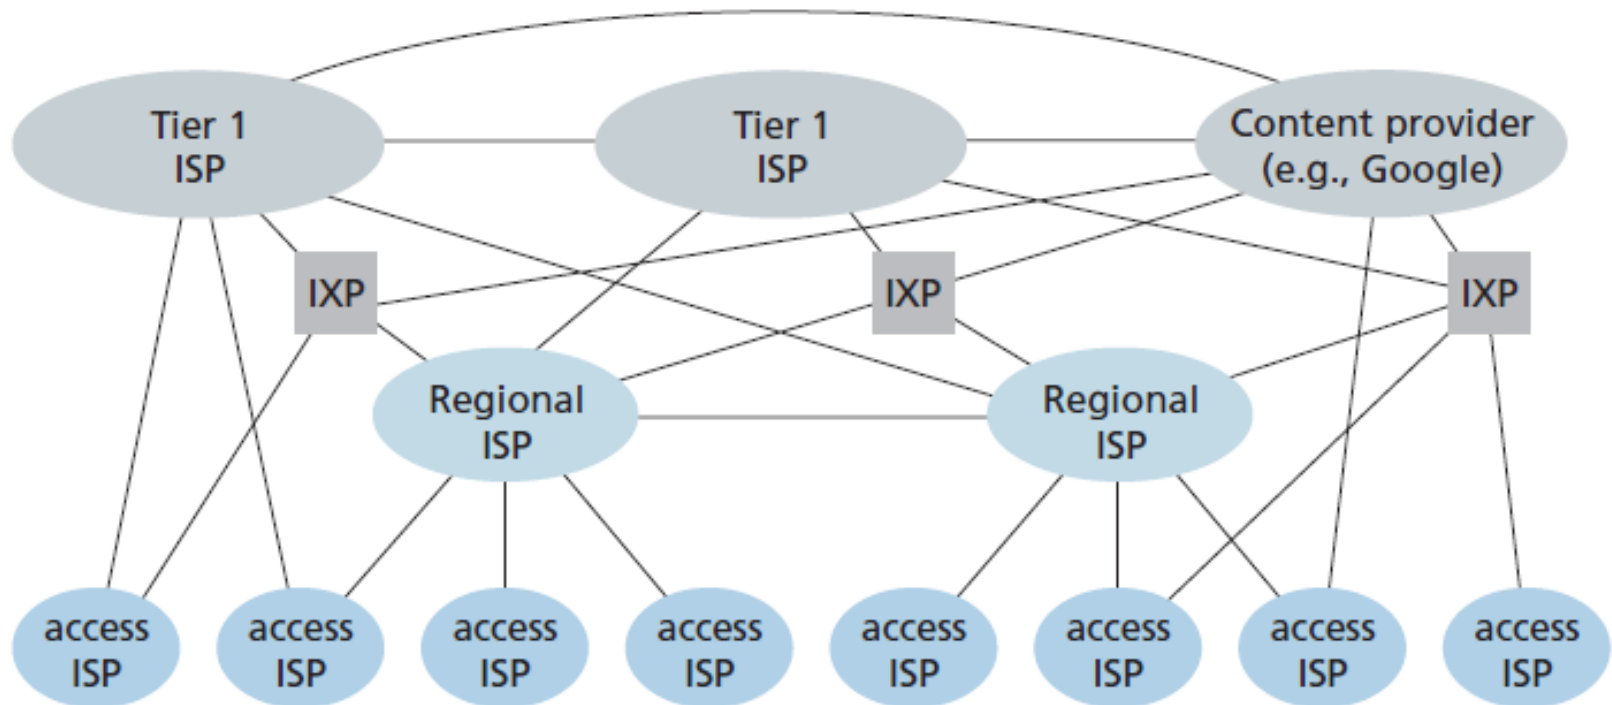 Tier 1
ISP
Tier 1
ISP
Content provider
(e.g., Google)
IXP
IXP
IXP
Regional
ISP
Regional
ISP
access
ISP
access
ISP
access
ISP
access
ISP
access
ISP
access
ISP
access
ISP
access
ISP